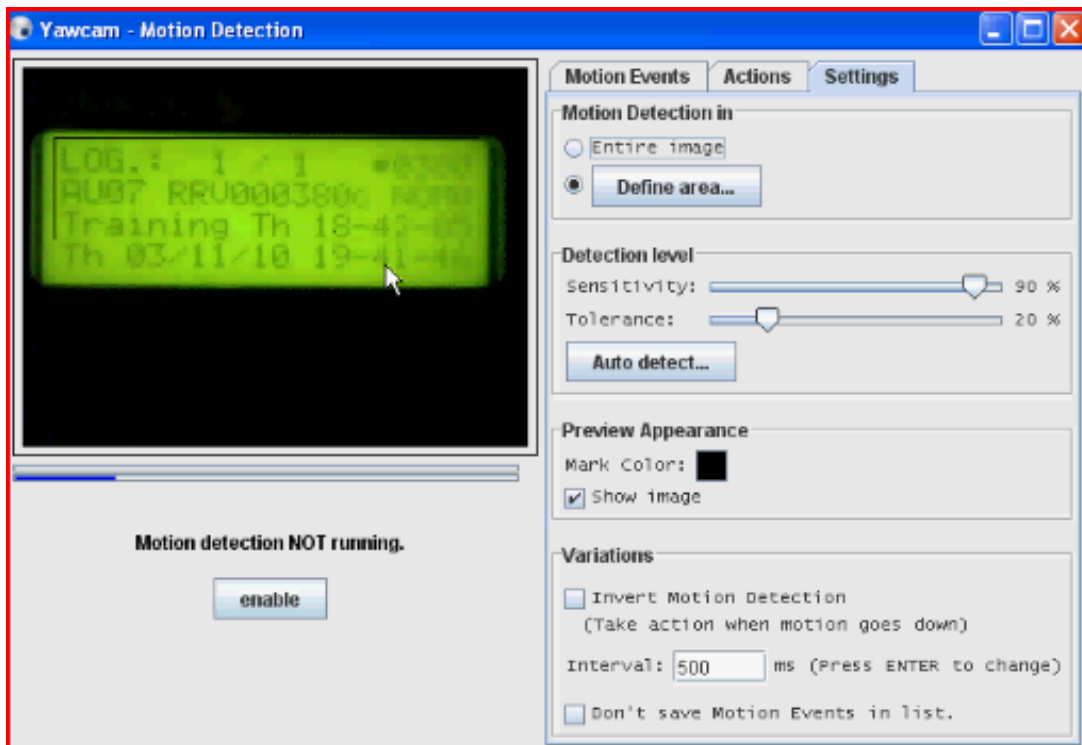 Yawcam - Motion Detection
LOG.: 1 / 1
AU07 RRV000380c
Training Th 18-43-
Th 03/11/10 19-41-44
Motion detection NOT running.
enable
Motion Events Actions Settings
Motion Detection in
Entire image
Define area...
Detection level
Sensitivity: 90 %
Tolerance: 20 %
Auto detect...
Preview Appearance
Mark Color:
Show image
Variations
Invert Motion Detection
(Take action when motion goes down)
Interval: 500 ms (Press ENTER to change)
Don't save Motion Events in list.